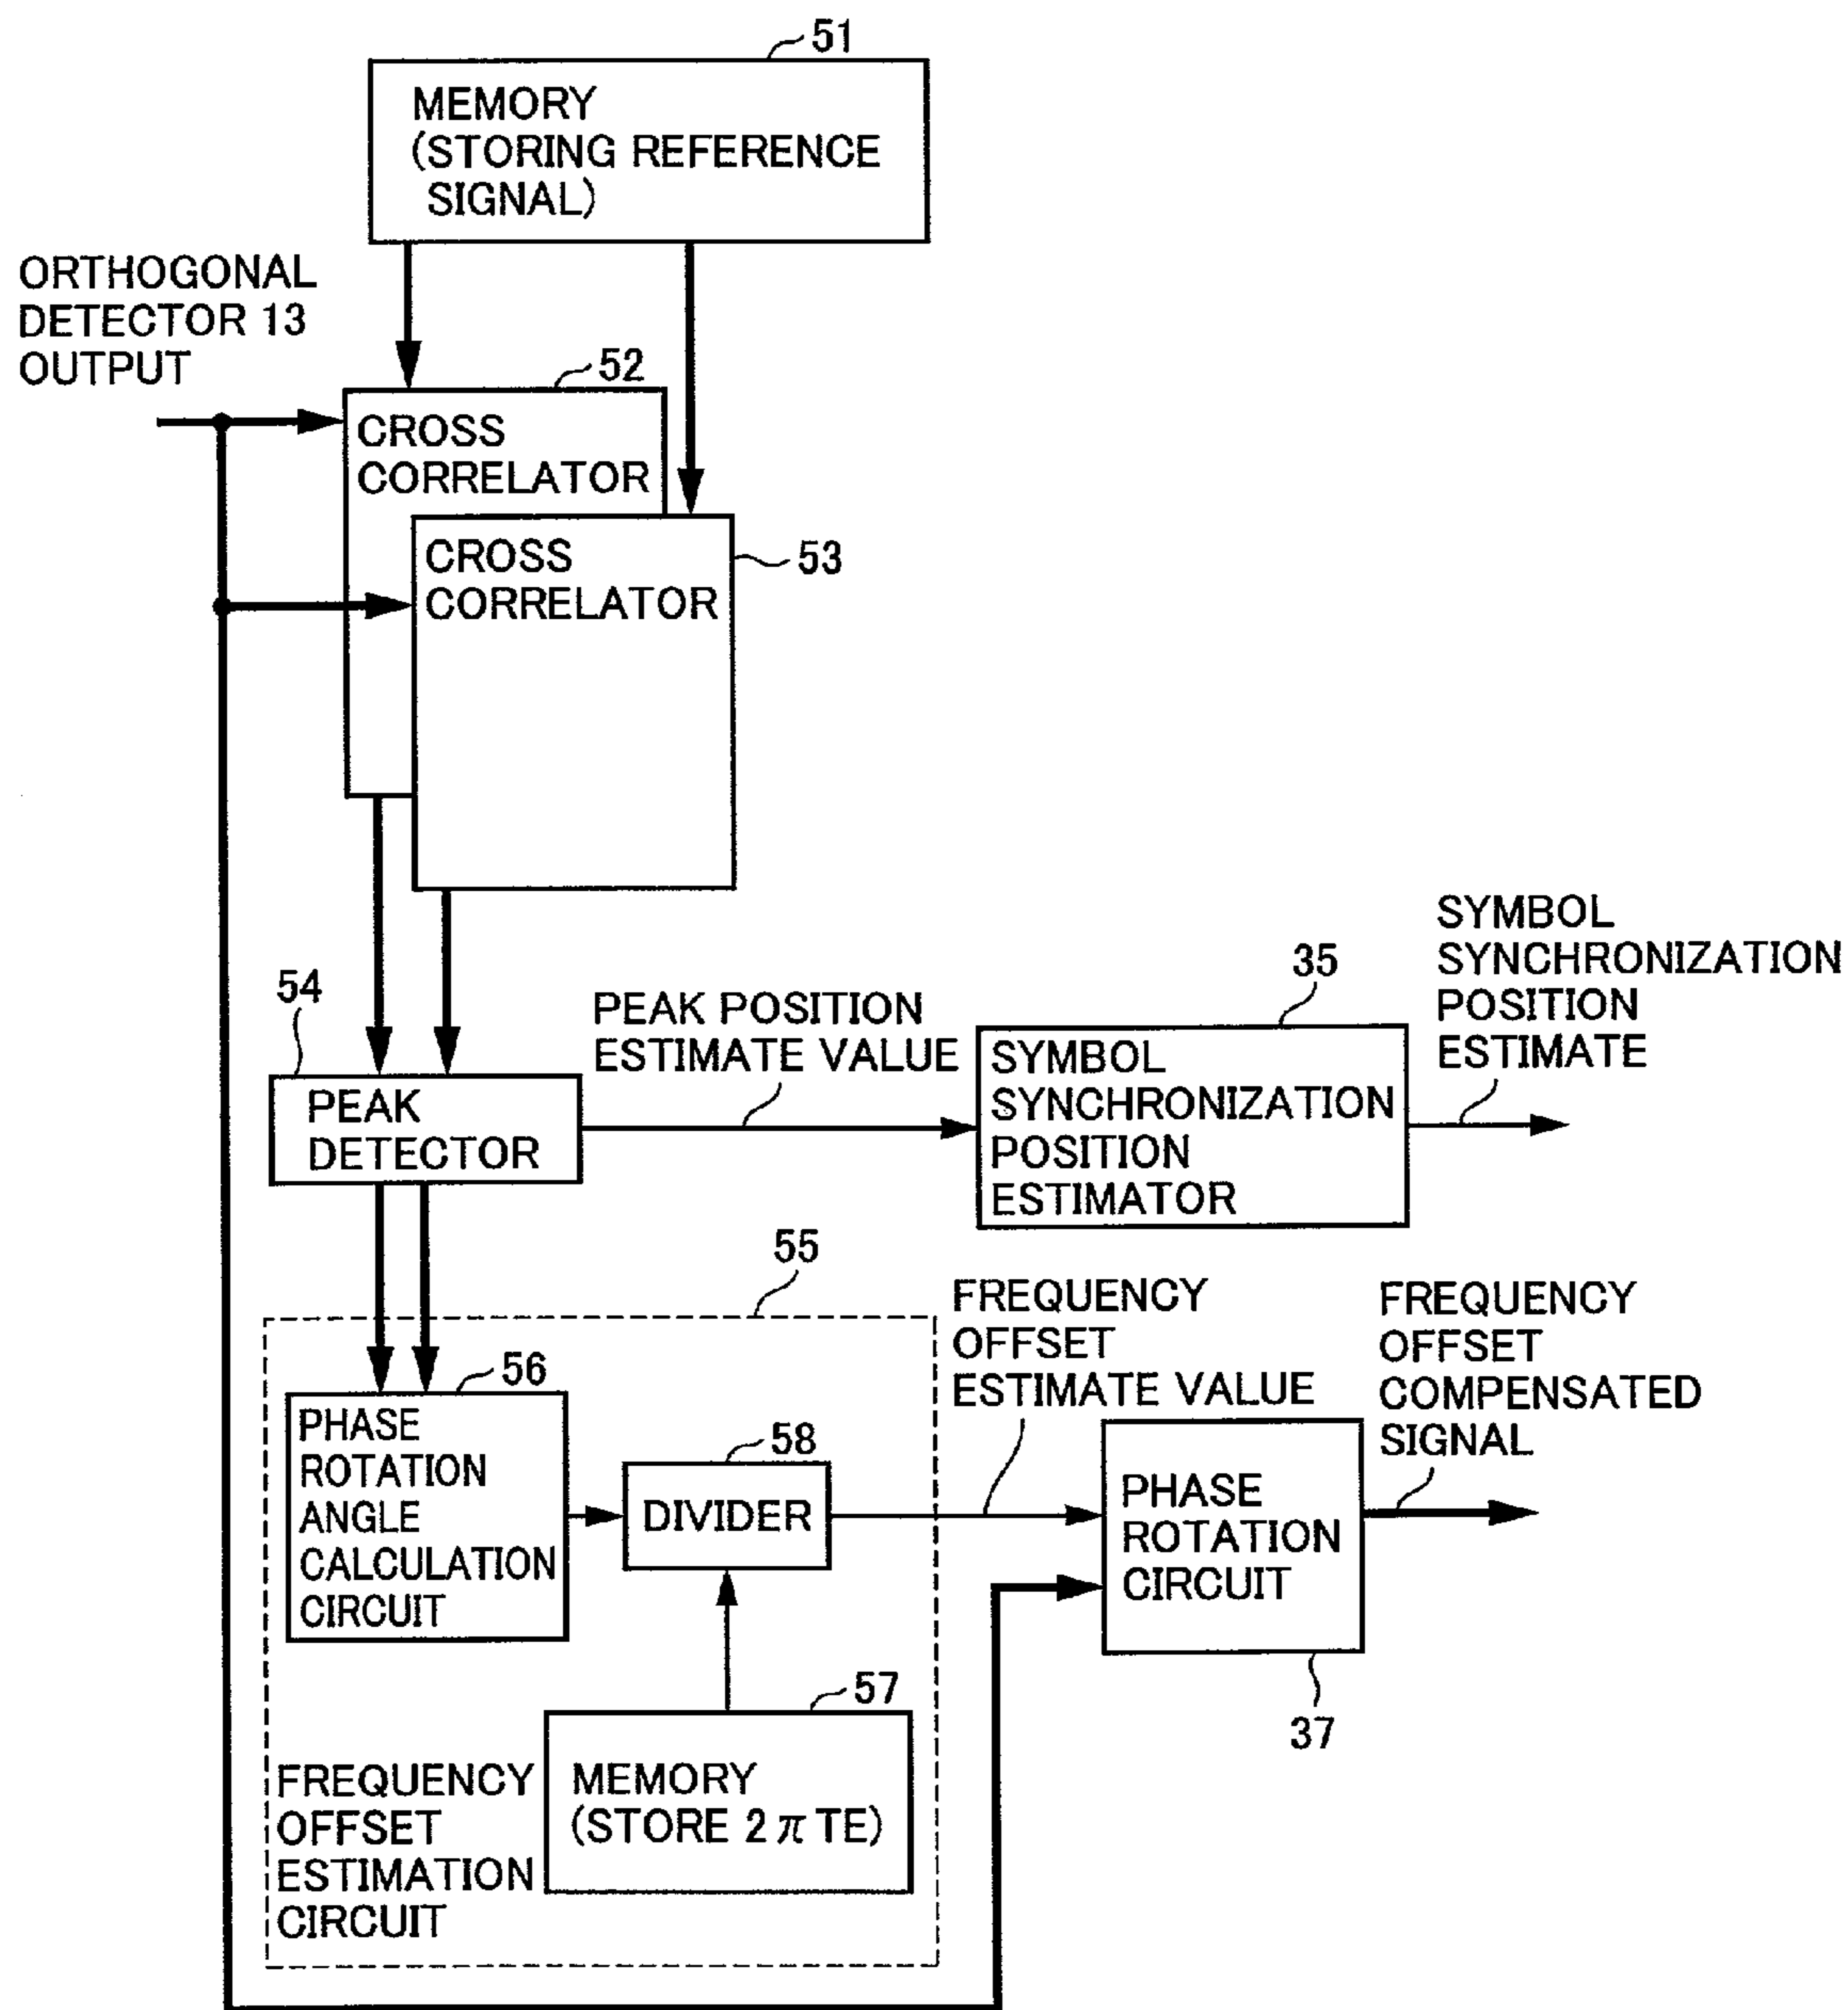 51
MEMORY
(STORING REFERENCE
SIGNAL)
ORTHOGONAL
DETECTOR 13
OUTPUT
52
CROSS
CORRELATOR
53
CROSS
CORRELATOR
54
PEAK
DETECTOR
PEAK POSITION
ESTIMATE VALUE
35
SYMBOL
SYNCHRONIZATION
POSITION
ESTIMATOR
SYMBOL
SYNCHRONIZATION
POSITION
ESTIMATE
55
56
PHASE
ROTATION
ANGLE
CALCULATION
CIRCUIT
58
DIVIDER
57
MEMORY
(STORE 2π TE)
FREQUENCY
OFFSET
ESTIMATION
CIRCUIT
FREQUENCY
OFFSET
ESTIMATE VALUE
PHASE
ROTATION
CIRCUIT
37
FREQUENCY
OFFSET
COMPENSATED
SIGNAL